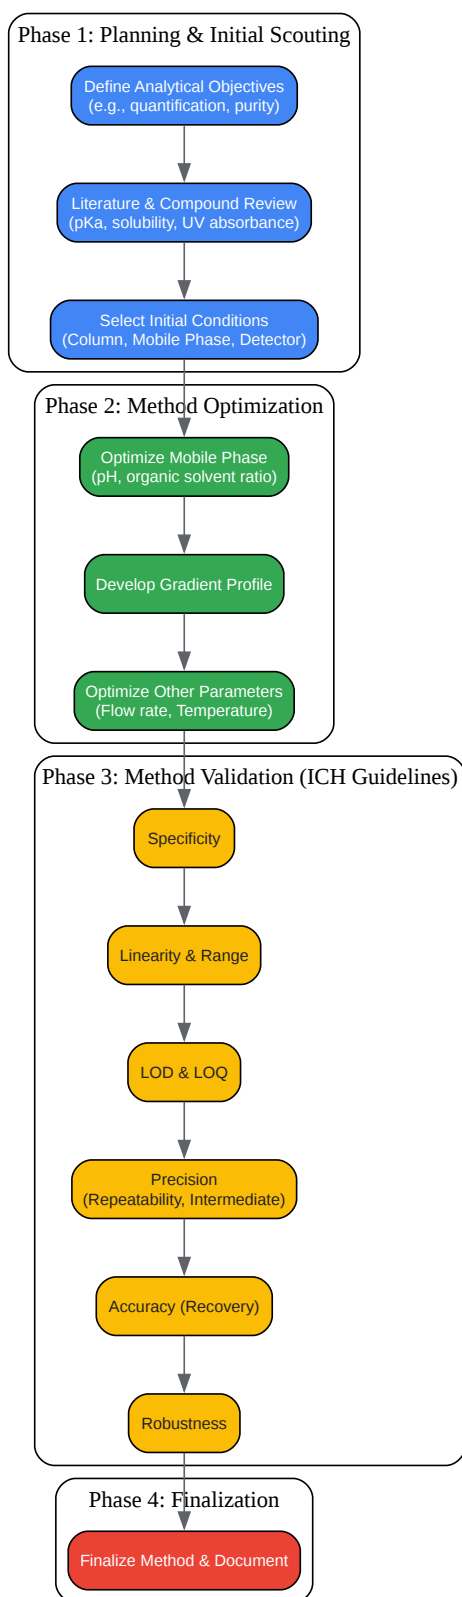 Phase 1: Planning & Initial Scouting
Define Analytical Objectives
(e.g., quantification, purity)
Literature & Compound Review
(pKa, solubility, UV absorbance)
Select Initial Conditions
(Column, Mobile Phase, Detector)
Phase 2: Method Optimization
Optimize Mobile Phase
(pH, organic solvent ratio)
Develop Gradient Profile
Optimize Other Parameters
(Flow rate, Temperature)
Phase 3: Method Validation (ICH Guidelines)
Specificity
Linearity & Range
LOD & LOQ
Precision
(Repeatability, Intermediate)
Accuracy (Recovery)
Robustness
Phase 4: Finalization
Finalize Method & Document